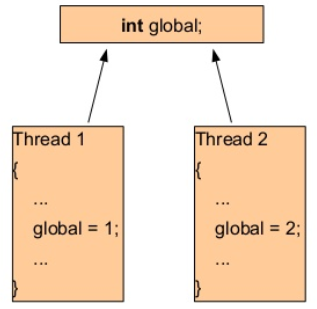 int global;
Thread 1
{
...
global = 1;
...
}
Thread 2
{
...
global = 2;
...
}